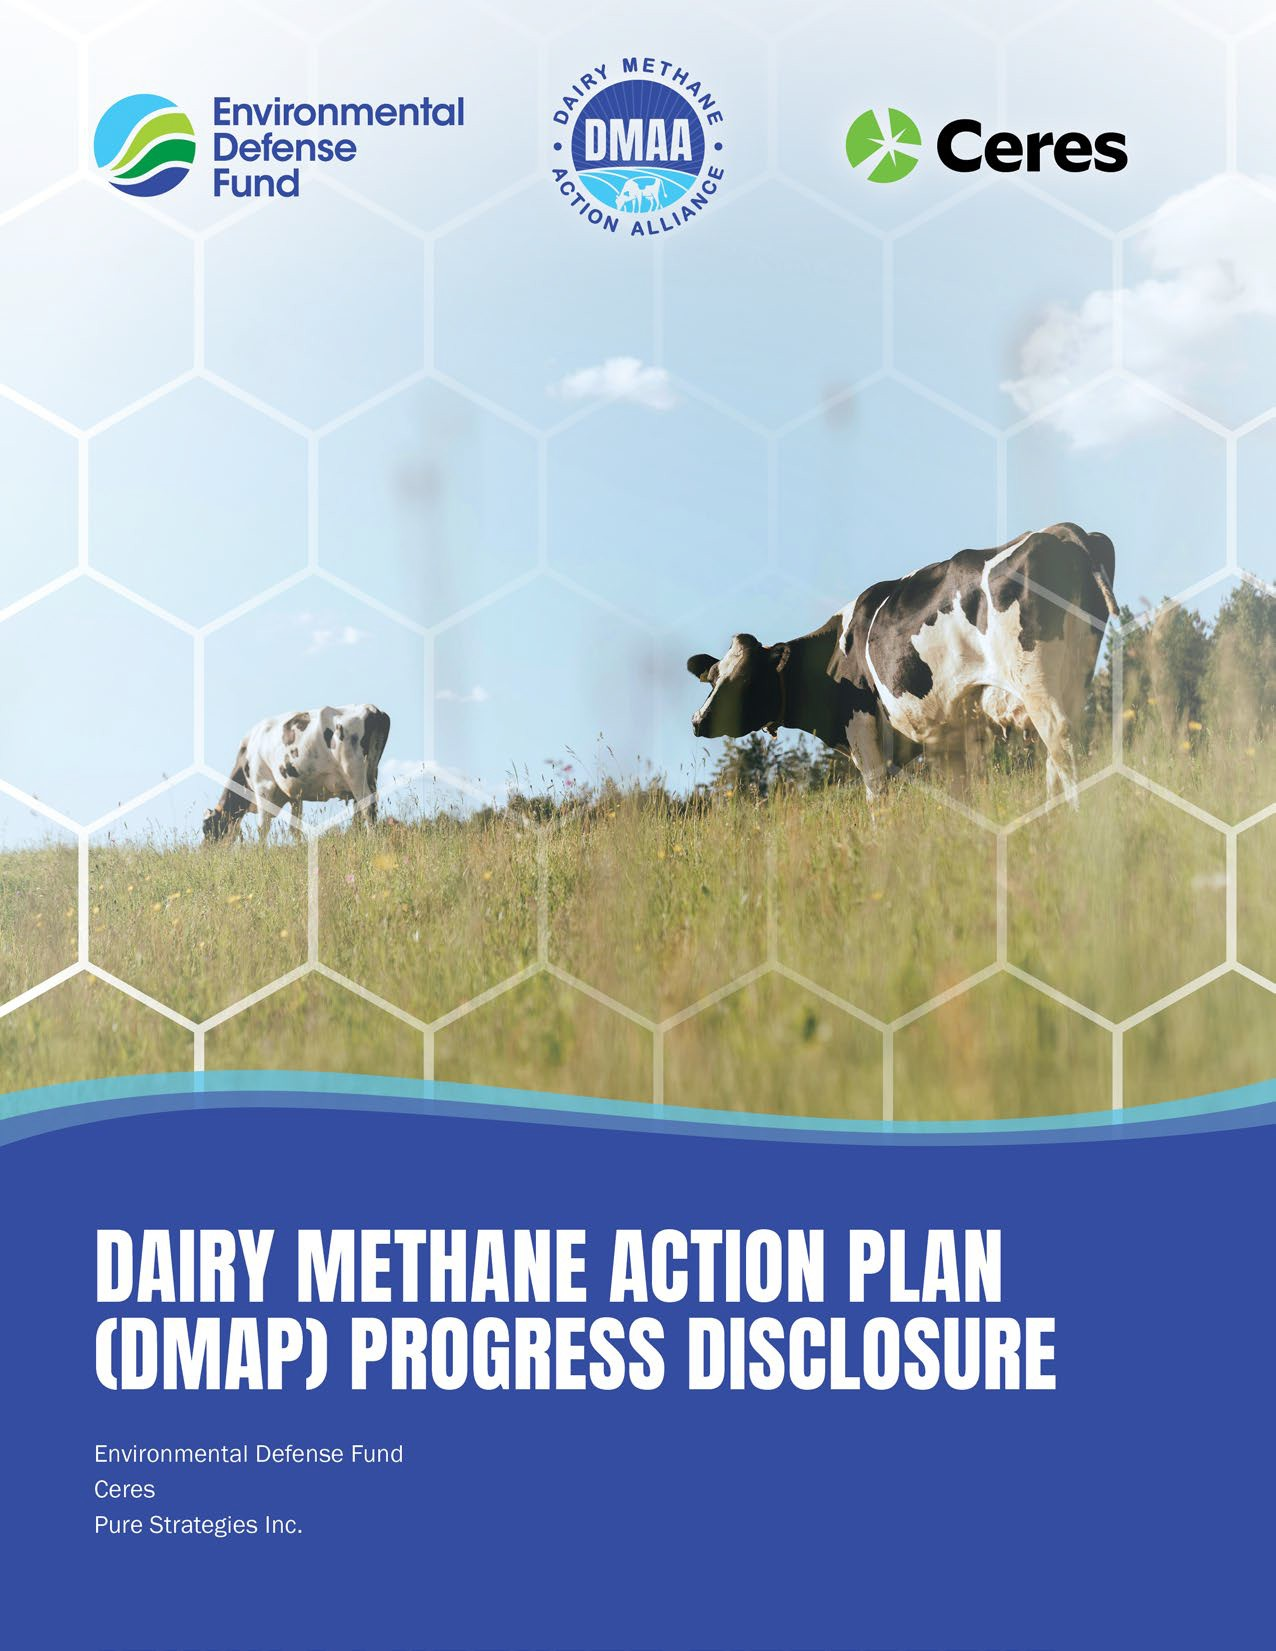 Environmental
Defense
Fund
DAIRY METHANE
DMAA
ACTION ALLIANCE
Ceres
DAIRY METHANE ACTION PLAN
(DMAP) PROGRESS DISCLOSURE
Environmental Defense Fund
Ceres
Pure Strategies Inc.